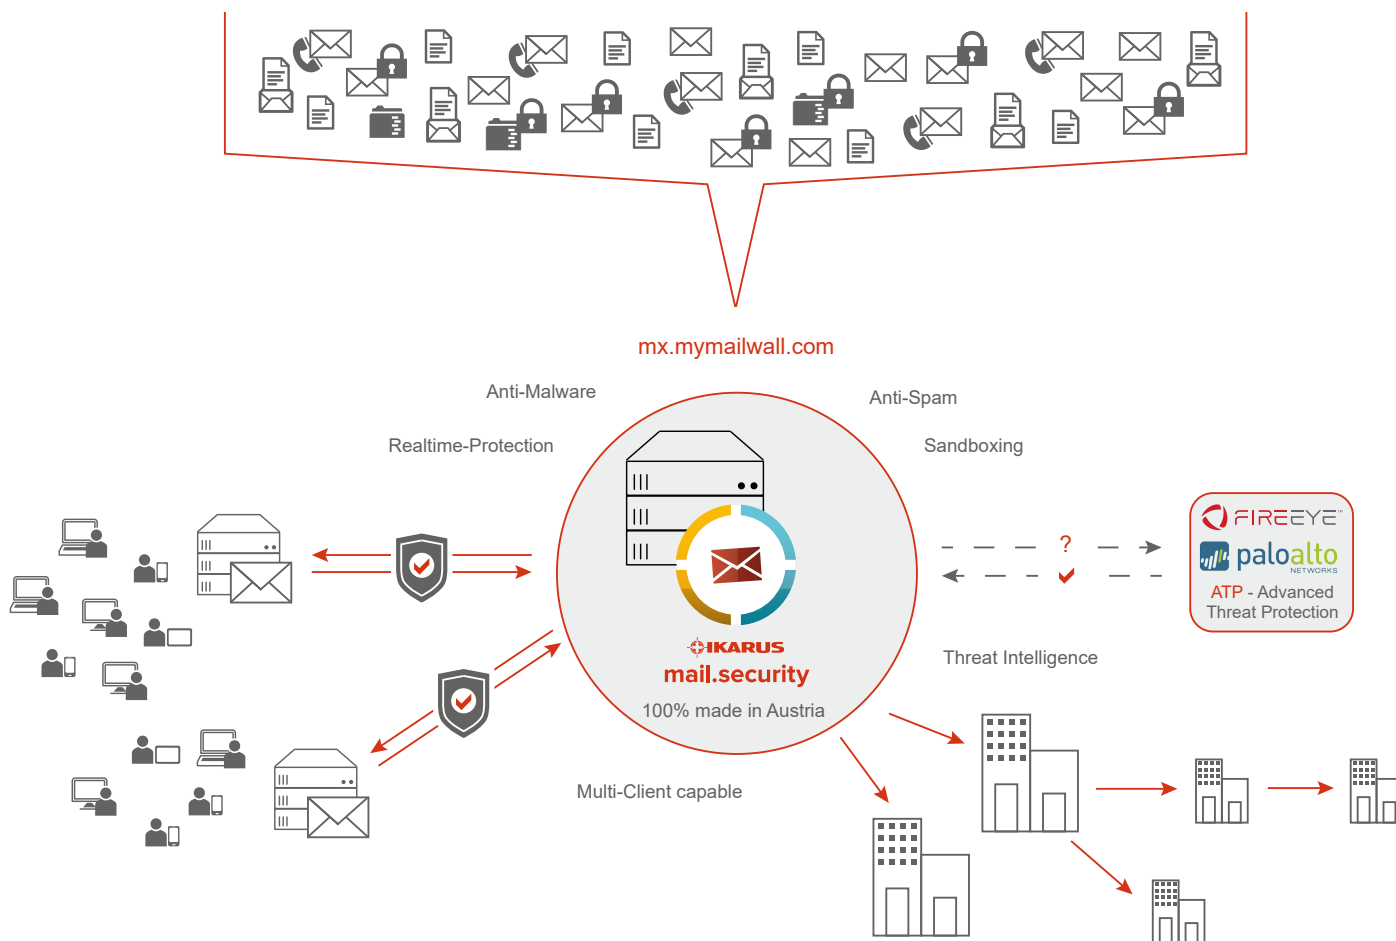 mx.mymailwall.com
Anti-Malware
Anti-Spam
Realtime-Protection
Sandboxing
FIREEYE™
?
paloalto
NETWORKS
ATP - Advanced
Threat Protection
IKARUS
mail.security
100% made in Austria
Threat Intelligence
Multi-Client capable